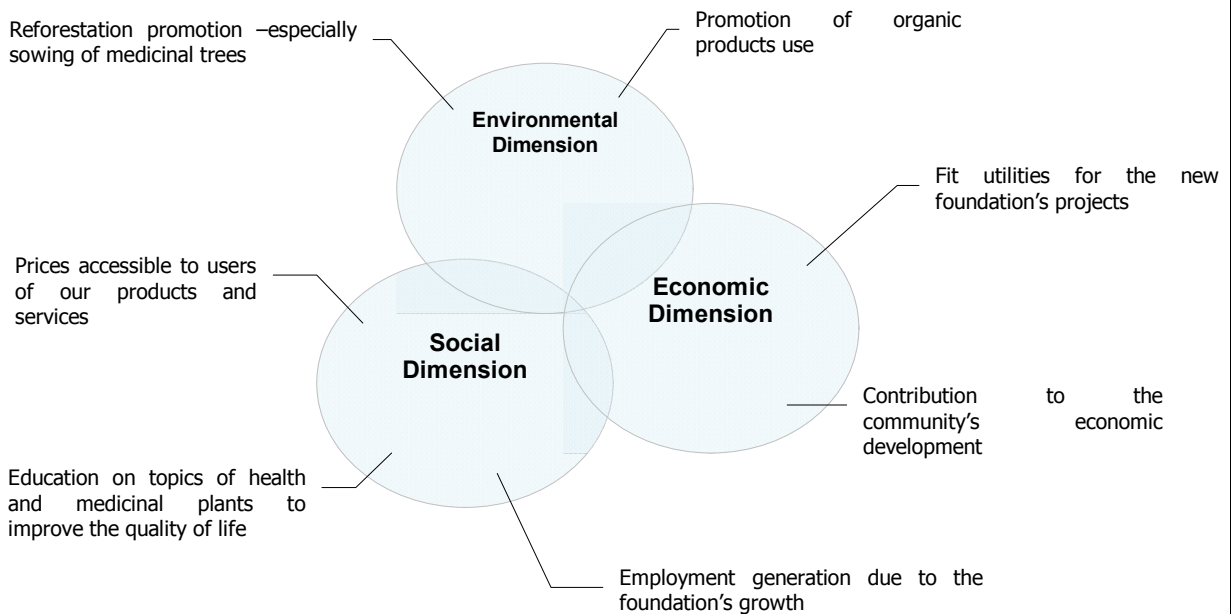 Reforestation promotion –especially
sowing of medicinal trees
Promotion of organic
products use
Environmental
Dimension
Fit utilities for the new
foundation's projects
Prices accessible to users
of our products and
services
Economic
Dimension
Social
Dimension
Contribution to the
community's economic
development
Education on topics of health
and medicinal plants to
improve the quality of life
Employment generation due to the
foundation's growth